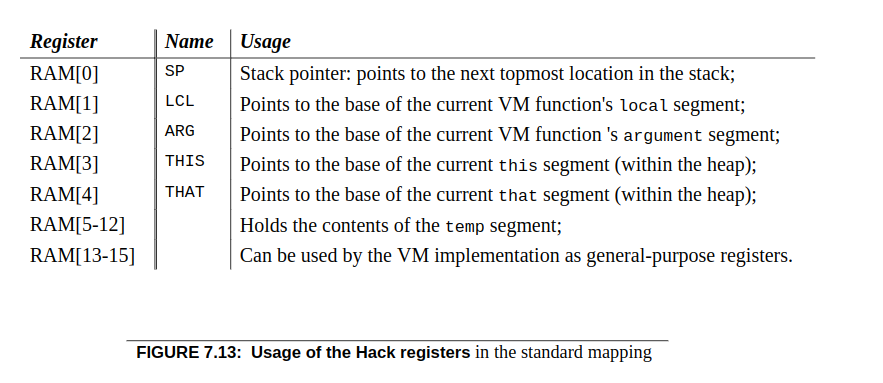 Register Name Usage
RAM[0] SP Stack pointer: points to the next topmost location in the stack;
RAM[1] LCL Points to the base of the current VM function's local segment;
RAM[2] ARG Points to the base of the current VM function 's argument segment;
RAM[3] THIS Points to the base of the current this segment (within the heap);
RAM[4] THAT Points to the base of the current that segment (within the heap);
RAM[5-12] Holds the contents of the temp segment;
RAM[13-15] Can be used by the VM implementation as general-purpose registers.
FIGURE 7.13: Usage of the Hack registers in the standard mapping